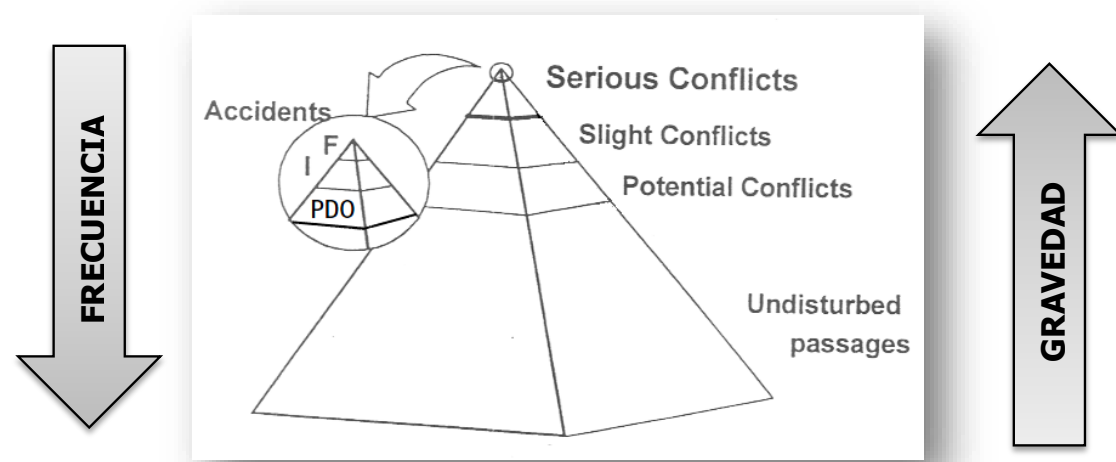 FRECUENCIA
Accidents
F
I
PDO
Serious Conflicts
Slight Conflicts
Potential Conflicts
Undisturbed
passages
GRAVEDAD